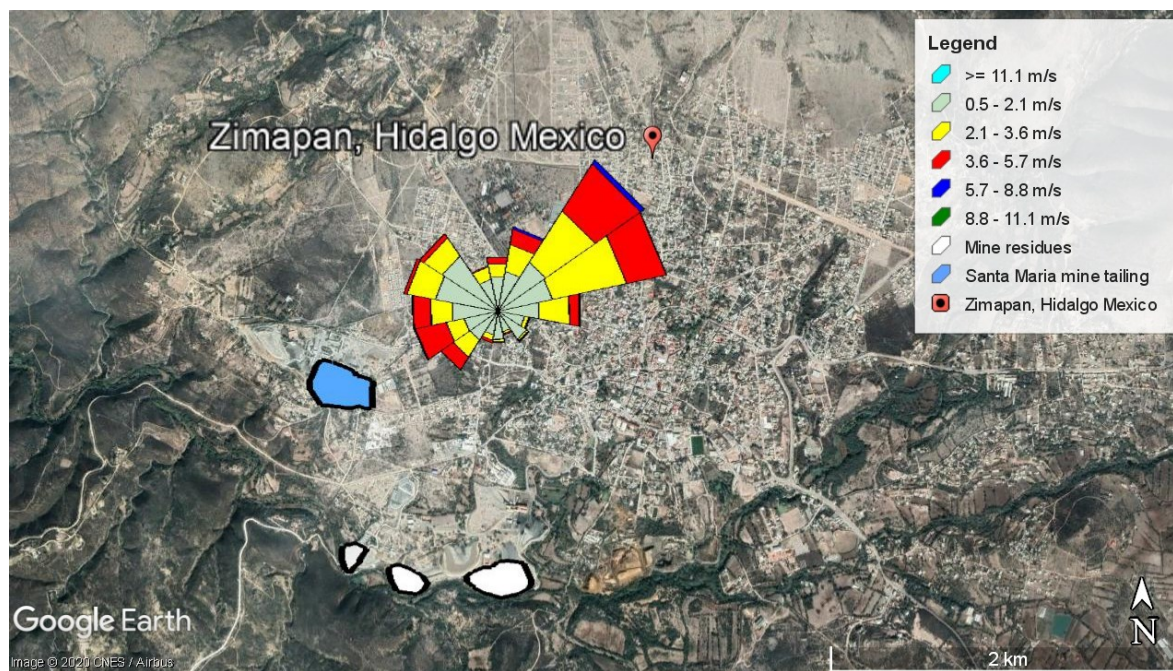 Legend
>= 11.1 m/s
0.5 - 2.1 m/s
2.1 - 3.6 m/s
3.6 - 5.7 m/s
5.7 - 8.8 m/s
8.8 - 11.1 m/s
Mine residues
Santa Maria mine tailing
Zimapan, Hidalgo Mexico
Zimapan, Hidalgo Mexico
Google Earth
Image © 2020 CNES / Airbus
N
2 km